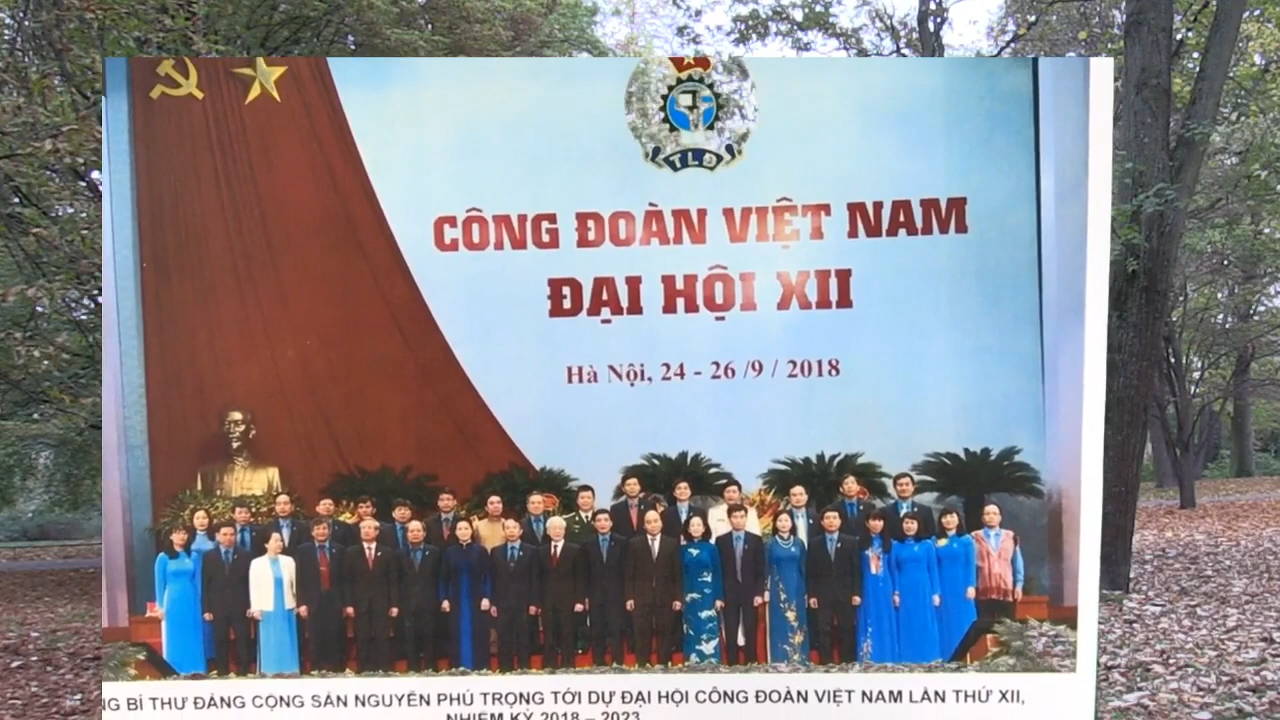 TLĐ
CÔNG ĐOÀN VIỆT NAM
ĐẠI HỘI XII
Hà Nội, 24 - 26 /9 / 2018
BÍ THƯ ĐẢNG CỘNG SẢN NGUYỄN PHÚ TRỌNG TỚI DỰ ĐẠI HỘI CÔNG ĐOÀN VIỆT NAM LẦN THỨ XII,
NHIỆM KỲ 2018 – 2023